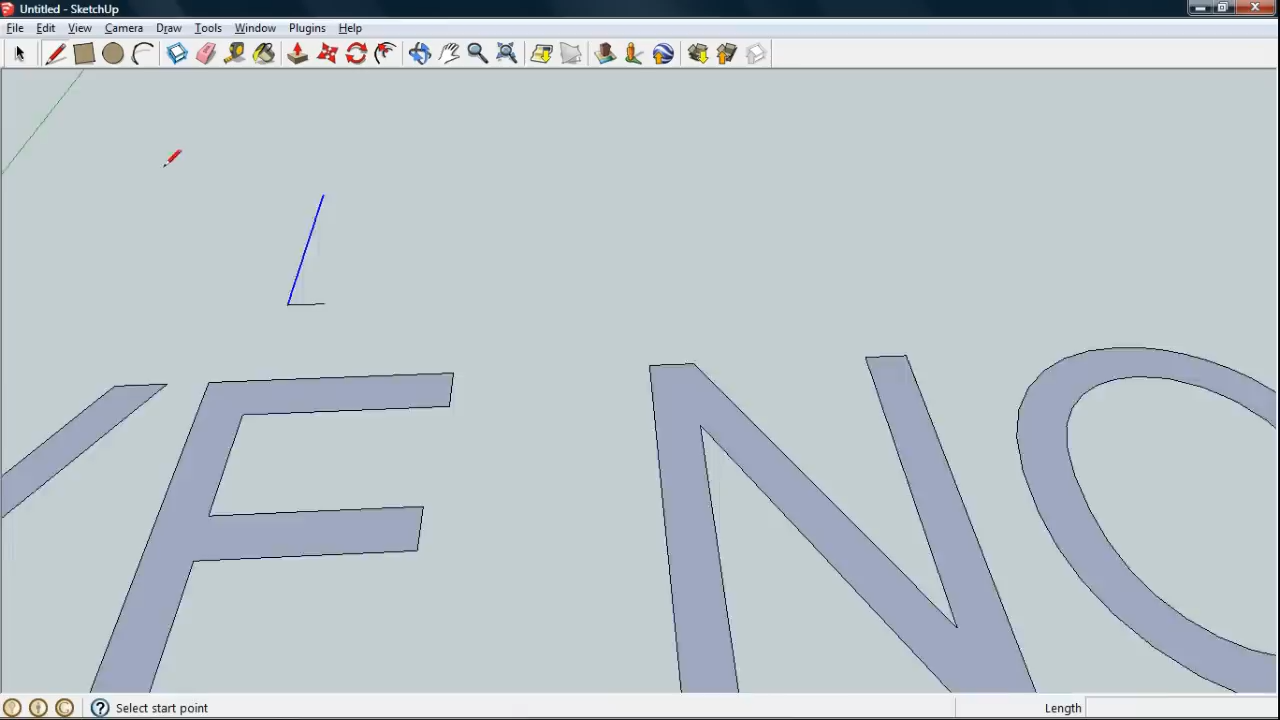 Untitled - SketchUp
File Edit View Camera Draw Tools Window Plugins Help
E NO
Select start point
Length